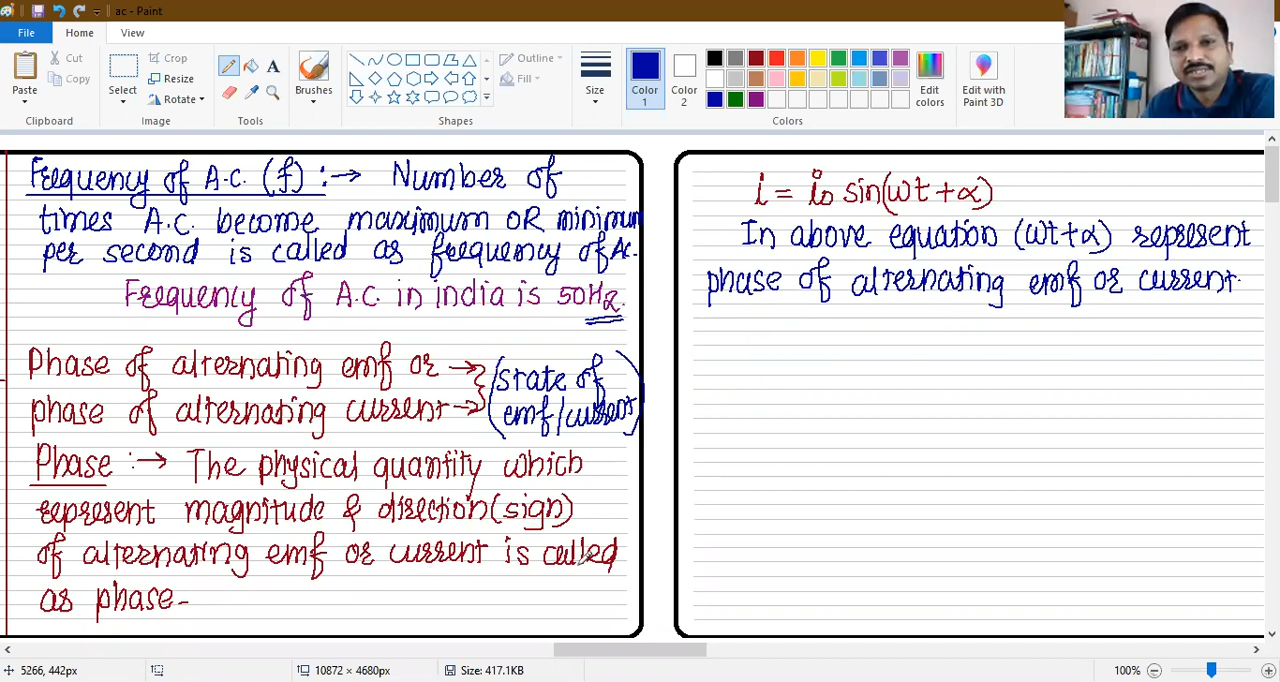 ac - Paint
File
Home
View
Paste
Cut
Copy
Clipboard
Select
Crop
Resize
Rotate
Image
Tools
Brushes
Shapes
Outline
Fill
Size
Color 1
Color 2
Edit colors
Edit with Paint 3D
Colors
Frequency of A.C. (f) :→ Number of
times A.C. become maximum OR minimum
per second is called as frequency of Ac.
Frequency of A.C. in india is 50Hz.
Phase of alternating emf or →
phase of alternating current →
(state of
emf/current)
Phase :→ The physical quantity which
represent magnitude & direction(sign)
of alternating emf or current is called
as phase-
i = i₀ sin(ωt + α)
In above equation (ωt+α) represent
phase of alternating emf or current.
5266, 442px
10872 × 4680px
Size: 417.1KB
100%